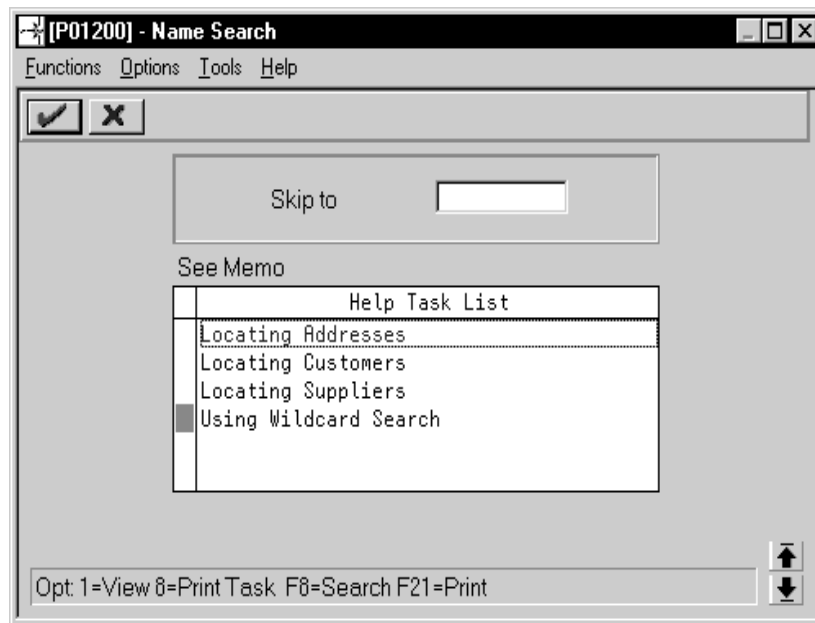 [P01200] - Name Search
Functions Options Tools Help
Skip to
See Memo
Help Task List
Locating Addresses
Locating Customers
Locating Suppliers
Using Wildcard Search
Opt: 1=View 8=Print Task F8=Search F21=Print